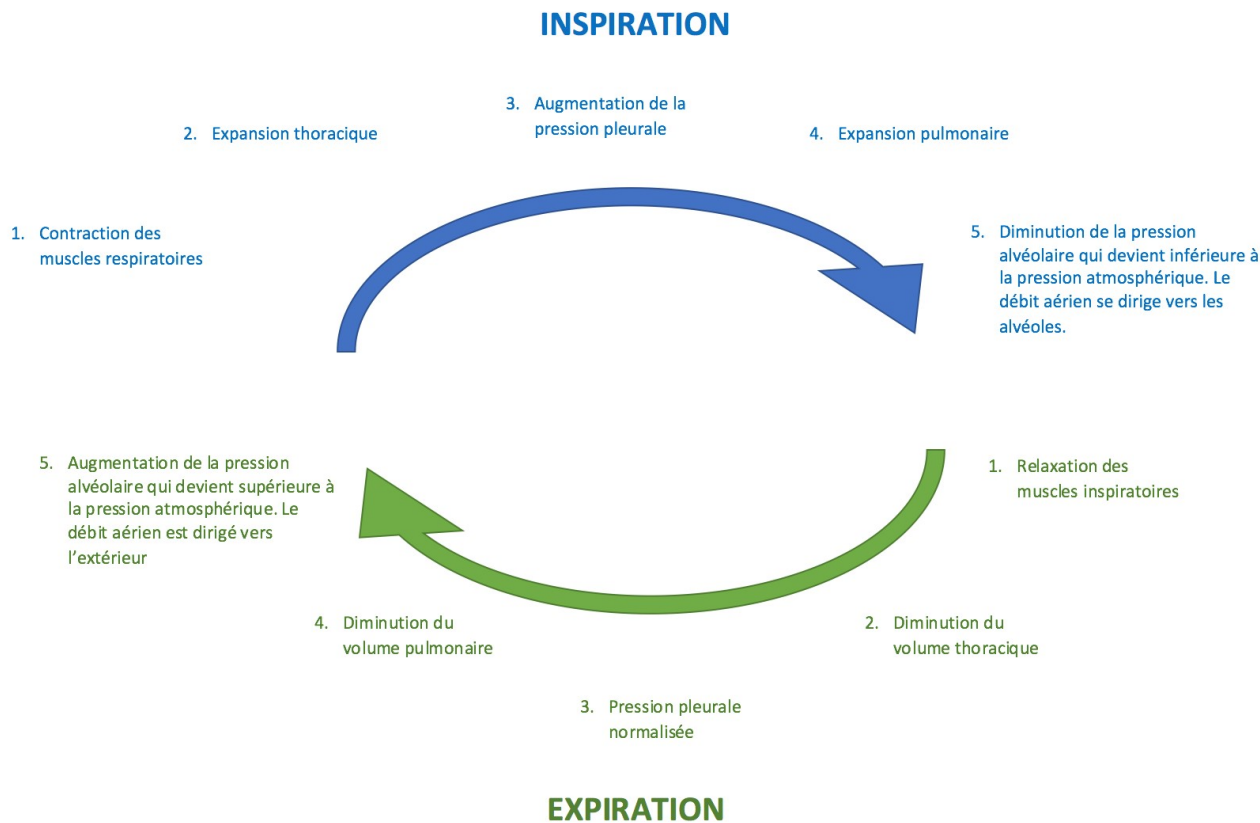 INSPIRATION
3. Augmentation de la
pression pleurale
2. Expansion thoracique
4. Expansion pulmonaire
1. Contraction des
muscles respiratoires
5. Diminution de la pression
alvéolaire qui devient inférieure à
la pression atmosphérique. Le
débit aérien se dirige vers les
alvéoles.
5. Augmentation de la pression
alvéolaire qui devient supérieure à
la pression atmosphérique. Le
débit aérien est dirigé vers
l'extérieur
1. Relaxation des
muscles inspiratoires
4. Diminution du
volume pulmonaire
2. Diminution du
volume thoracique
3. Pression pleurale
normalisée
EXPIRATION